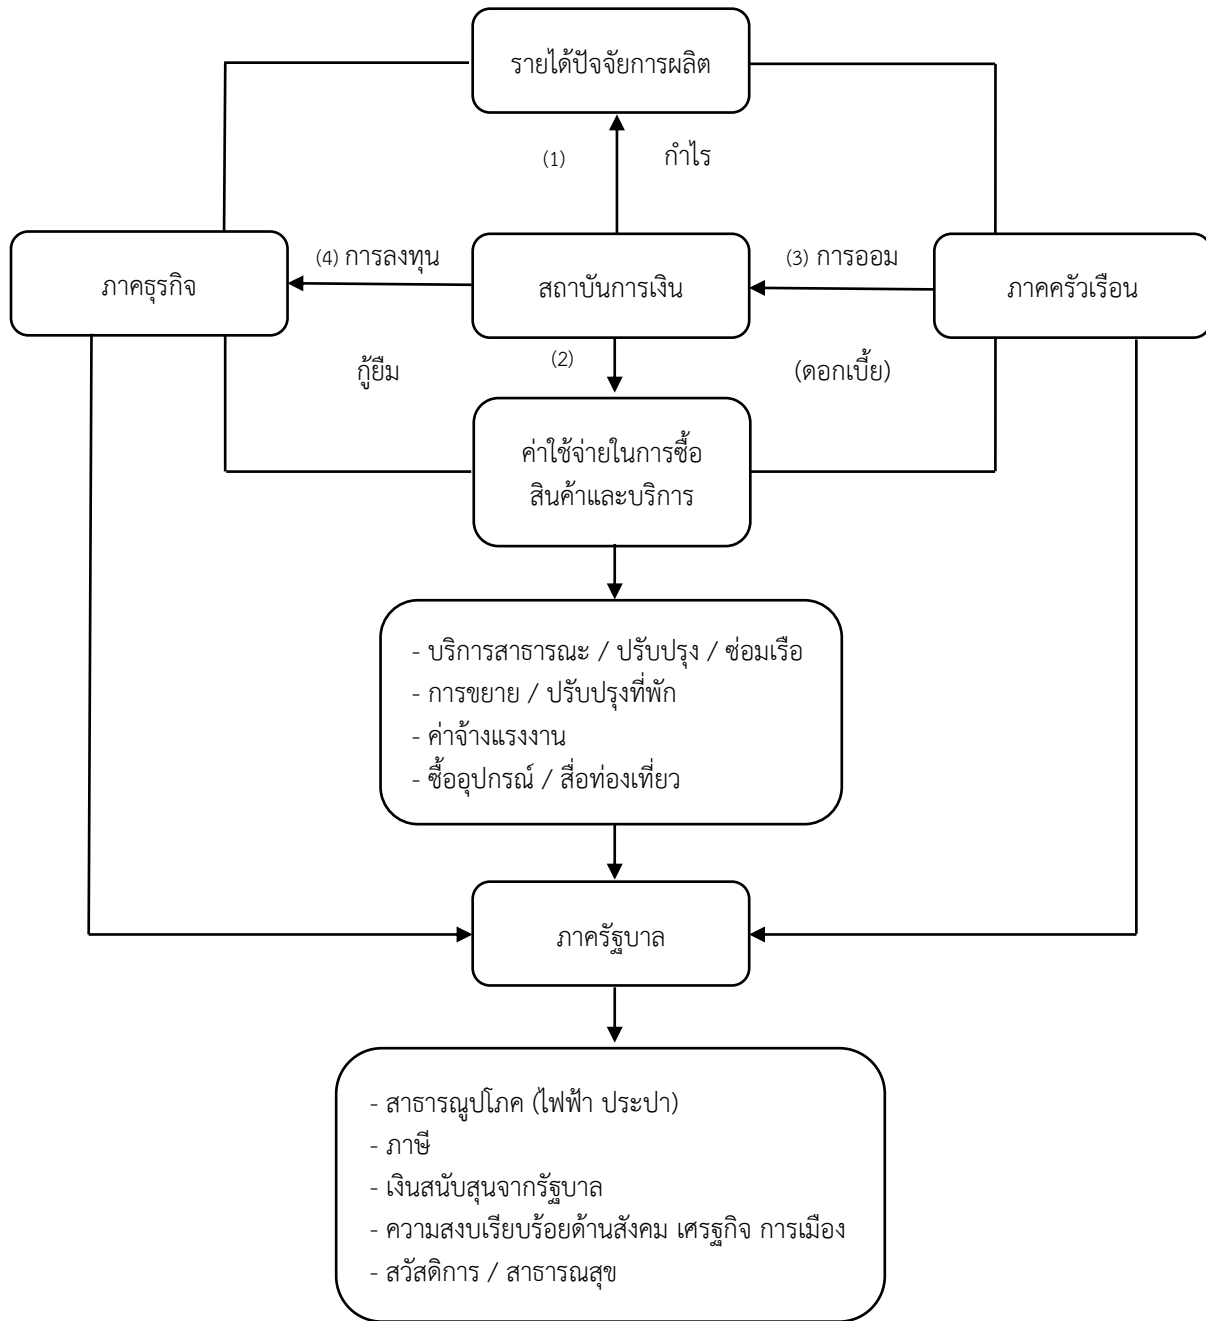 รายได้ปัจจัยการผลิต
(1)
กำไร
ภาคธุรกิจ
(4) การลงทุน
สถาบันการเงิน
(3) การออม
ภาคครัวเรือน
กู้ยืม
(2)
(ดอกเบี้ย)
ค่าใช้จ่ายในการซื้อ
สินค้าและบริการ
- บริการสาธารณะ / ปรับปรุง / ซ่อมเรือ
- การขยาย / ปรับปรุงที่พัก
- ค่าจ้างแรงงาน
- ซื้ออุปกรณ์ / สื่อท่องเที่ยว
ภาครัฐบาล
- สาธารณูปโภค (ไฟฟ้า ประปา)
- ภาษี
- เงินสนับสุนจากรัฐบาล
- ความสงบเรียบร้อยด้านสังคม เศรฐกิจ การเมือง
- สวัสดิการ / สาธารณสุข